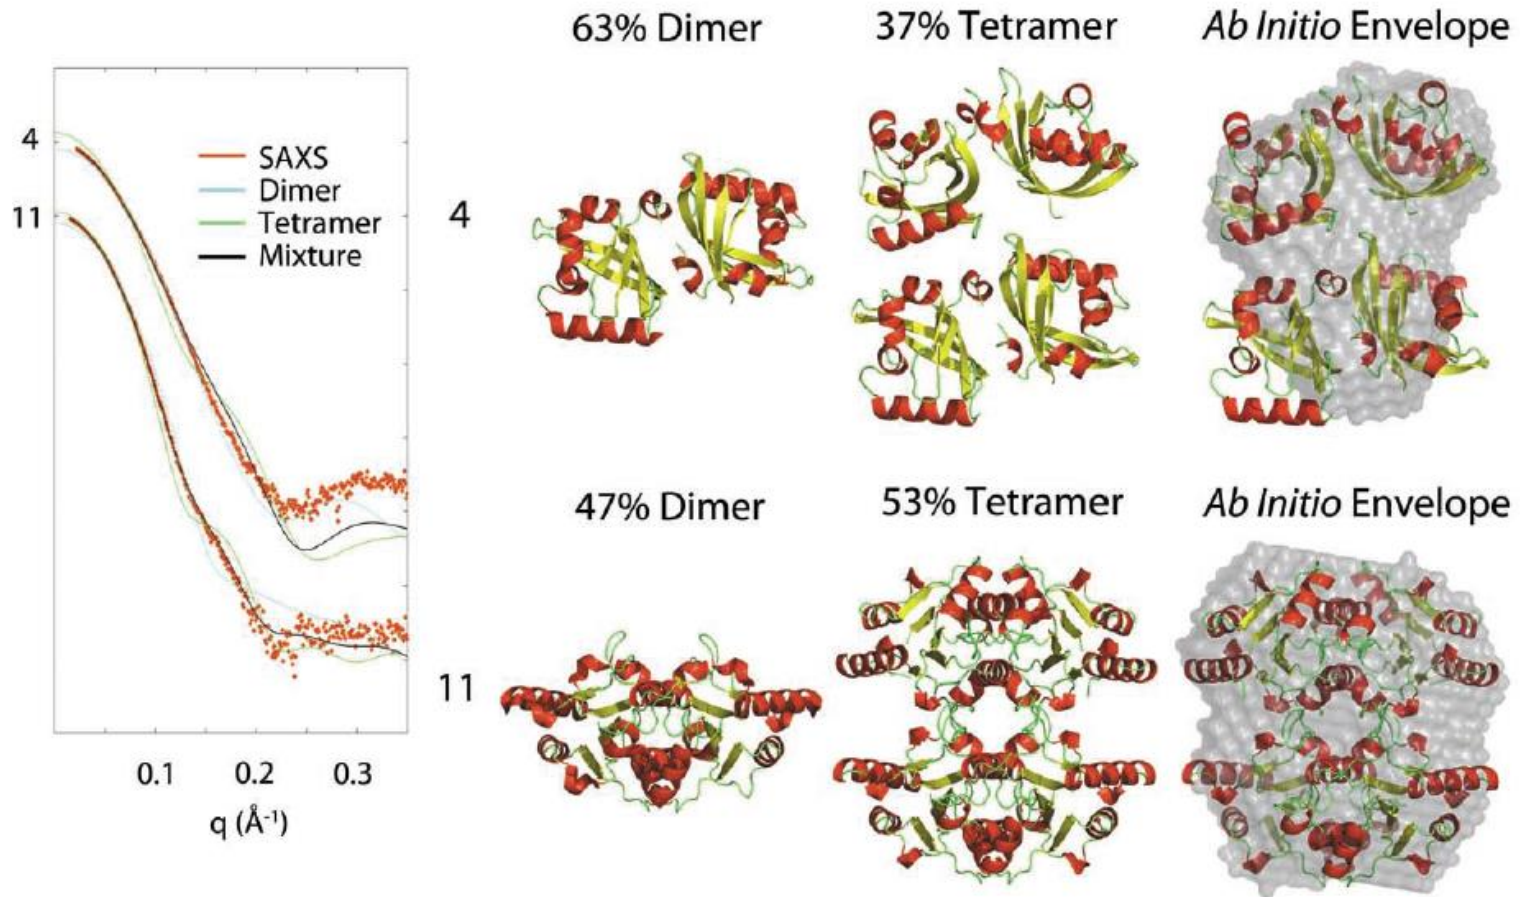 63% Dimer
37% Tetramer
Ab Initio Envelope
4
11
SAXS
Dimer
Tetramer
Mixture
0.1
0.2
0.3
q (Å-1)
4
47% Dimer
53% Tetramer
Ab Initio Envelope
11